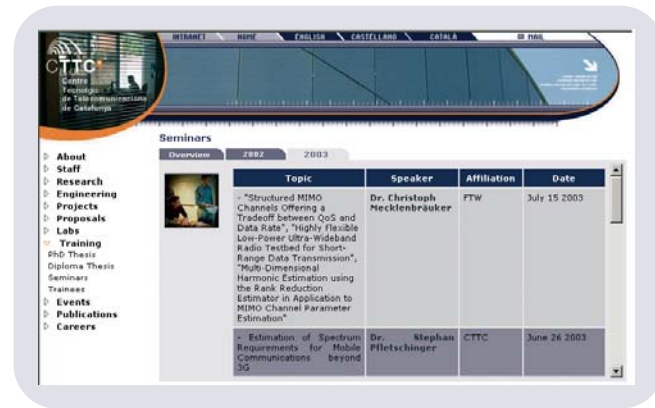 INTRANET HOME ENGLISH CASTELLANO CATALÀ MAIL
CTTC
Centre
Tecnològic
de Telecomunicacions
de Catalunya
Seminars
Overview 2002 2003
About
Staff
Research
Engineering
Projects
Proposals
Labs
Training
PhD Thesis
Diploma Thesis
Seminars
Trainees
Events
Publications
Careers
Topic Speaker Affiliation Date
- "Structured MIMO
Channels Offering a
Tradeoff between QoS and
Data Rate", "Highly Flexible
Low-Power Ultra-Wideband
Radio Testbed for Short-
Range Data Transmission",
"Multi-Dimensional
Harmonic Estimation using
the Rank Reduction
Estimator in Application to
MIMO Channel Parameter
Estimation"
Dr. Christoph
Mecklenbräuker
FTW
July 15 2003
- Estimation of Spectrum
Requirements for Mobile
Communications beyond
3G
Dr. Stephan
Pfletschinger
CTTC
June 26 2003